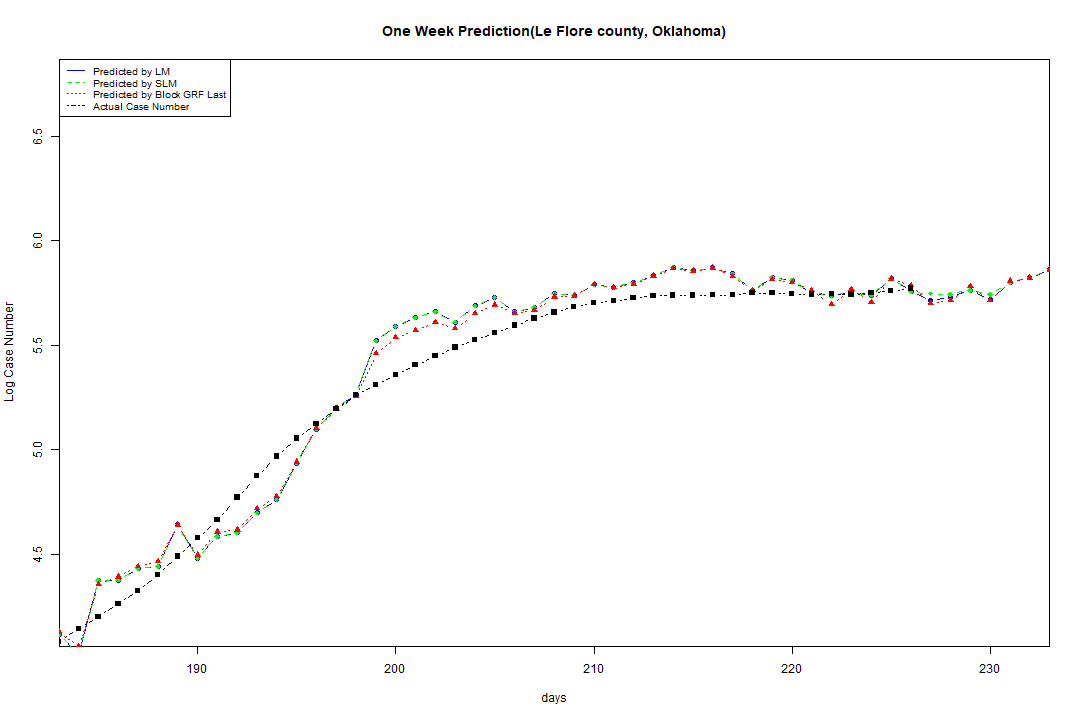 One Week Prediction(Le Flore county, Oklahoma)
Predicted by LM
Predicted by SLM
Predicted by Block GRF Last
Actual Case Number
6.5
6.0
5.5
5.0
4.5
Log Case Number
190 200 210 220 230
days